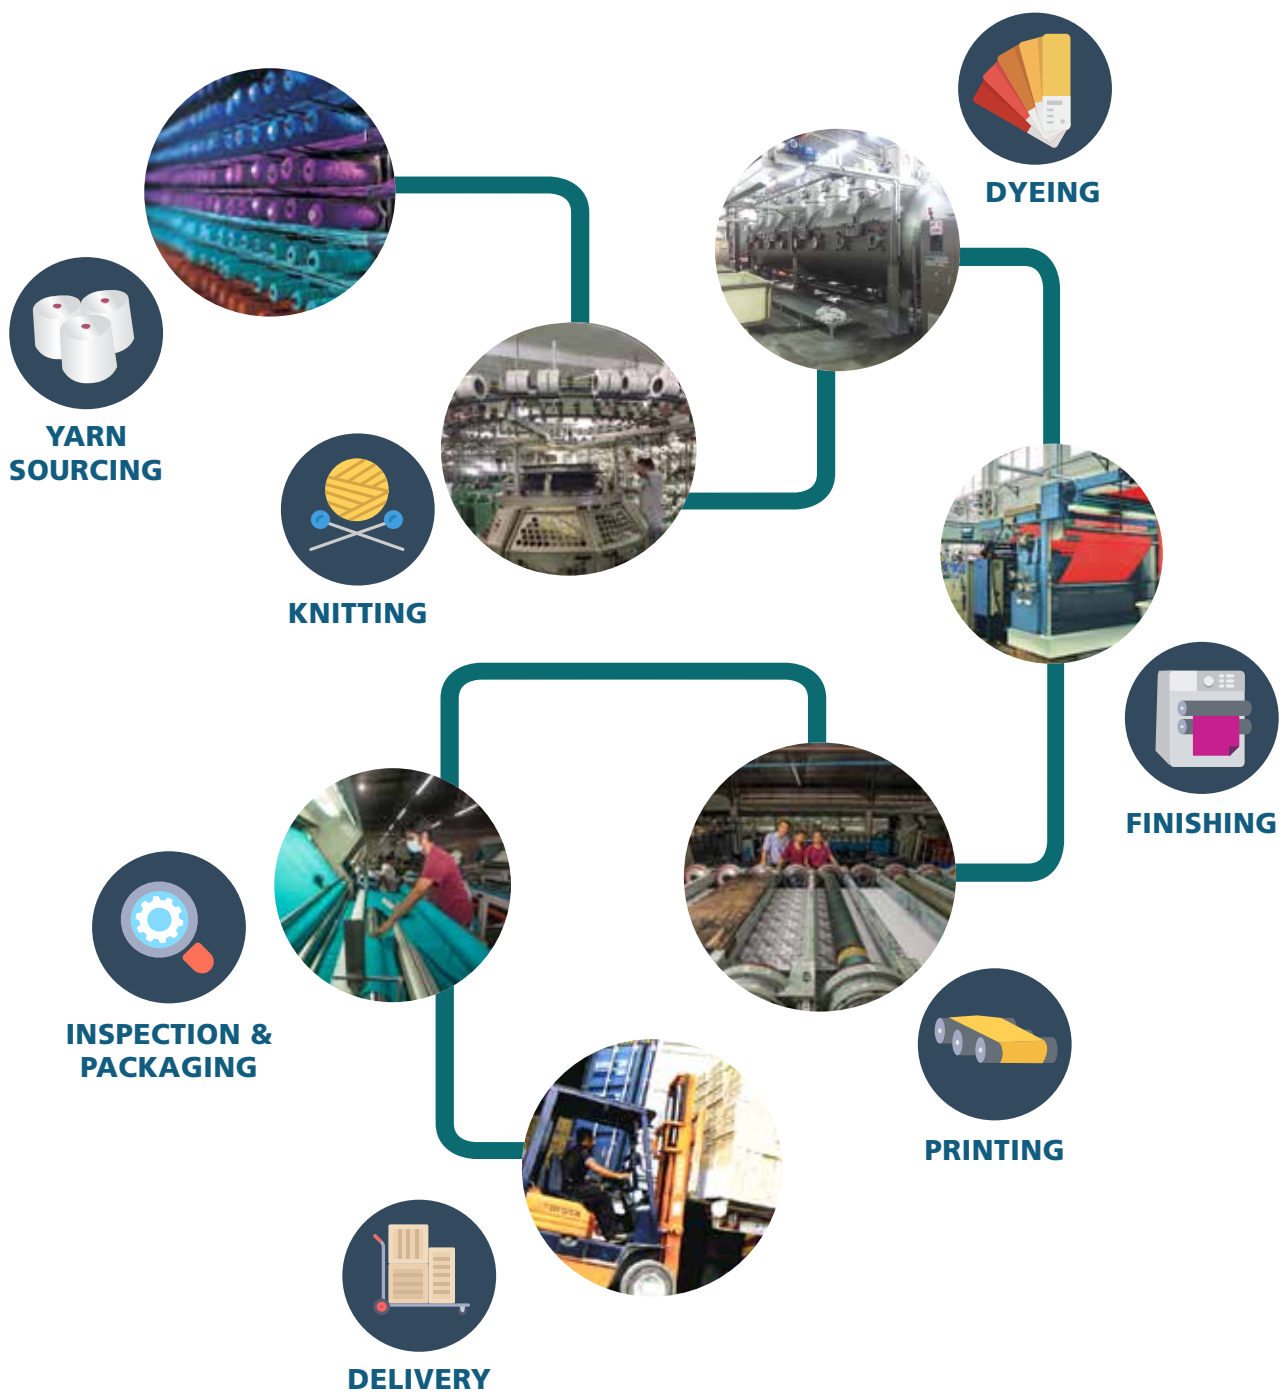 DYEING
YARN
SOURCING
KNITTING
FINISHING
INSPECTION &
PACKAGING
PRINTING
DELIVERY